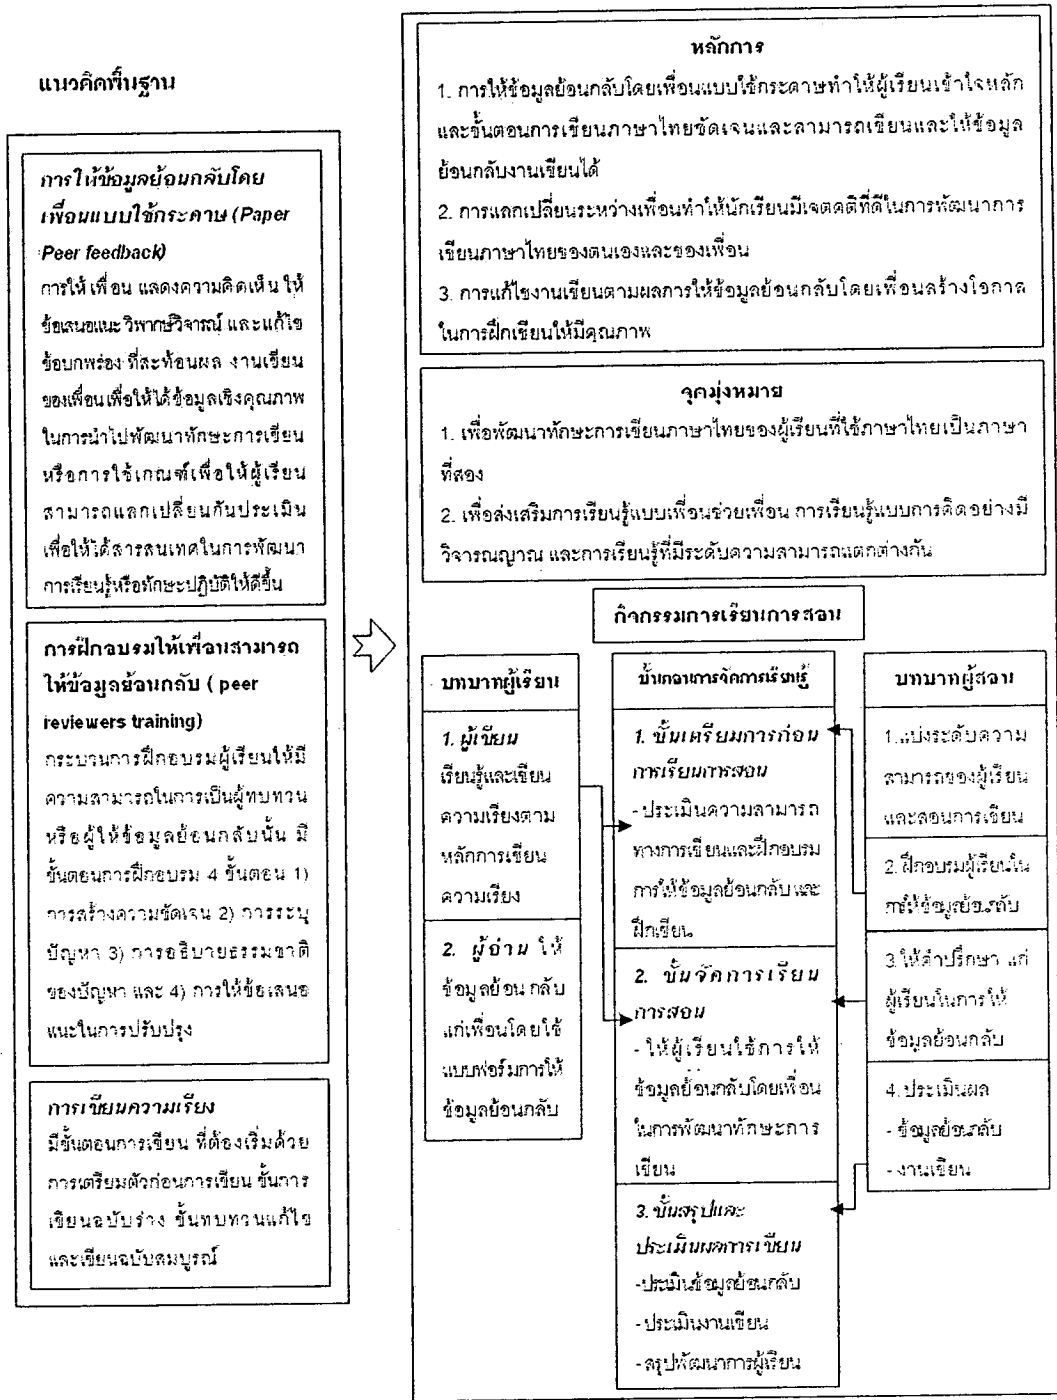 แนวคิดพื้นฐาน
การให้ข้อมูลย้อนกลับโดย
เพื่อนแบบใช้กระดาษ (Paper
Peer feedback)
การให้ เพื่อน แสดงความคิดเห็น ให้
ข้อเสนอแนะ วิพากษ์วิจารณ์ และแก้ไข
ข้อบกพร่อง ที่สะท้อนผล งานเขียน
ของเพื่อน เพื่อให้ได้ข้อมูลเชิงคุณภาพ
ในการนำไปพัฒนาทักษะการเขียน
หรือการใช้เกณฑ์เพื่อให้ผู้เรียน
สามารถแลกเปลี่ยนกันประเมิน
เพื่อให้ได้สารสนเทศในการพัฒนา
การเรียนรู้หรือทักษะปฏิบัติให้ดีขึ้น
การฝึกอบรมให้เพื่อนสามารถ
ให้ข้อมูลย้อนกลับ ( peer
reviewers training)
กระบวนการฝึกอบรมผู้เรียนให้มี
ความสามารถในการเป็นผู้ทบทวน
หรือผู้ให้ข้อมูลย้อนกลับนั้น มี
ขั้นตอนการฝึกอบรม 4 ขั้นตอน 1)
การสร้างความชัดเจน 2) การระบุ
ปัญหา 3) การอธิบายธรรมชาติ
ของปัญหา และ 4) การให้ข้อเสนอ
แนะในการปรับปรุง
การเขียนความเรียง
มีขั้นตอนการเขียน ที่ต้องเริ่มด้วย
การเตรียมตัวก่อนการเขียน ขั้นการ
เขียนฉบับร่าง ขั้นทบทวนแก้ไข
และเขียนฉบับสมบูรณ์
หลักการ
1. การให้ข้อมูลย้อนกลับโดยเพื่อนแบบใช้กระดาษทำให้ผู้เรียนเข้าใจหลัก
และขั้นตอนการเขียนภาษาไทยชัดเจนและสามารถเขียนและให้ข้อมูล
ย้อนกลับงานเขียนได้
2. การแลกเปลี่ยนระหว่างเพื่อนทำให้นักเรียนมีเจตคติที่ดีในการพัฒนาการ
เขียนภาษาไทยของตนเองและของเพื่อน
3. การแก้ไขงานเขียนตามผลการให้ข้อมูลย้อนกลับโดยเพื่อนสร้างโอกาส
ในการฝึกเขียนให้มีคุณภาพ
จุดมุ่งหมาย
1. เพื่อพัฒนาทักษะการเขียนภาษาไทยของผู้เรียนที่ใช้ภาษาไทยเป็นภาษา
ที่สอง
2. เพื่อส่งเสริมการเรียนรู้แบบเพื่อนช่วยเพื่อน การเรียนรู้แบบการคิดอย่างมี
วิจารณญาณ และการเรียนรู้ที่มีระดับความสามารถแตกต่างกัน
กิจกรรมการเรียนการสอน
บทบาทผู้เรียน
1. ผู้เขียน
เรียนรู้และเขียน
ความเรียงตาม
หลักการเขียน
ความเรียง
2. ผู้อ่าน ให้
ข้อมูลย้อน กลับ
แก่เพื่อนโดยใช้
แบบฟอร์มการให้
ข้อมูลย้อนกลับ
ขั้นตอนการจัดการเรียนรู้
1. ขั้นเตรียมการก่อน
การเรียนการสอน
- ประเมินความสามารถ
ทางการเขียนและฝึกอบรม
การให้ข้อมูลย้อนกลับ และ
ฝึกเขียน
2. ขั้นจัดการเรียน
การสอน
- ให้ผู้เรียนใช้การให้
ข้อมูลย้อนกลับโดยเพื่อน
ในการพัฒนาทักษะการ
เขียน
3. ขั้นสรุปและ
ประเมินผลการเขียน
-ประเมินข้อมูลย้อนกลับ
- ประเมินงานเขียน
- สรุปพัฒนาการผู้เรียน
บทบาทผู้สอน
1.แบ่งระดับความ
สามารถของผู้เรียน
และสอนการเขียน
2. ฝึกอบรมผู้เรียนใน
การให้ข้อมูลย้อนกลับ
3.ให้คำปรึกษา แก่
ผู้เรียนในการให้
ข้อมูลย้อนกลับ
4. ประเมินผล
- ข้อมูลย้อนกลับ
- งานเขียน